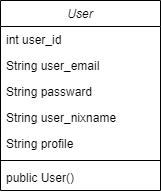 User
int user_id
String user_email
String passward
String user_nixname
String profile
public User()